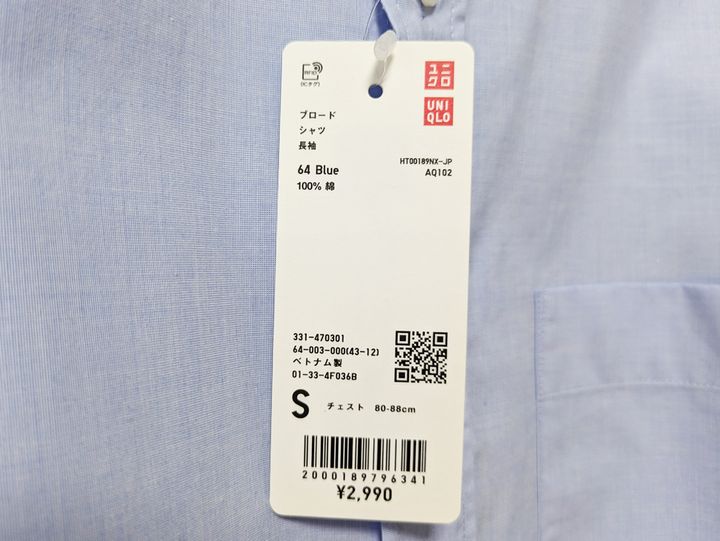 RFID
(ICタグ)
ユニ
クロ
UNI
QLO
ブロード
シャツ
長袖
HT00189NX-JP
64 Blue
AQ102
100% 綿
331-470301
64-003-000(43-12)
ベトナム製
01-33-4F036B
S チェスト 80-88cm
2000189796341
¥2,990